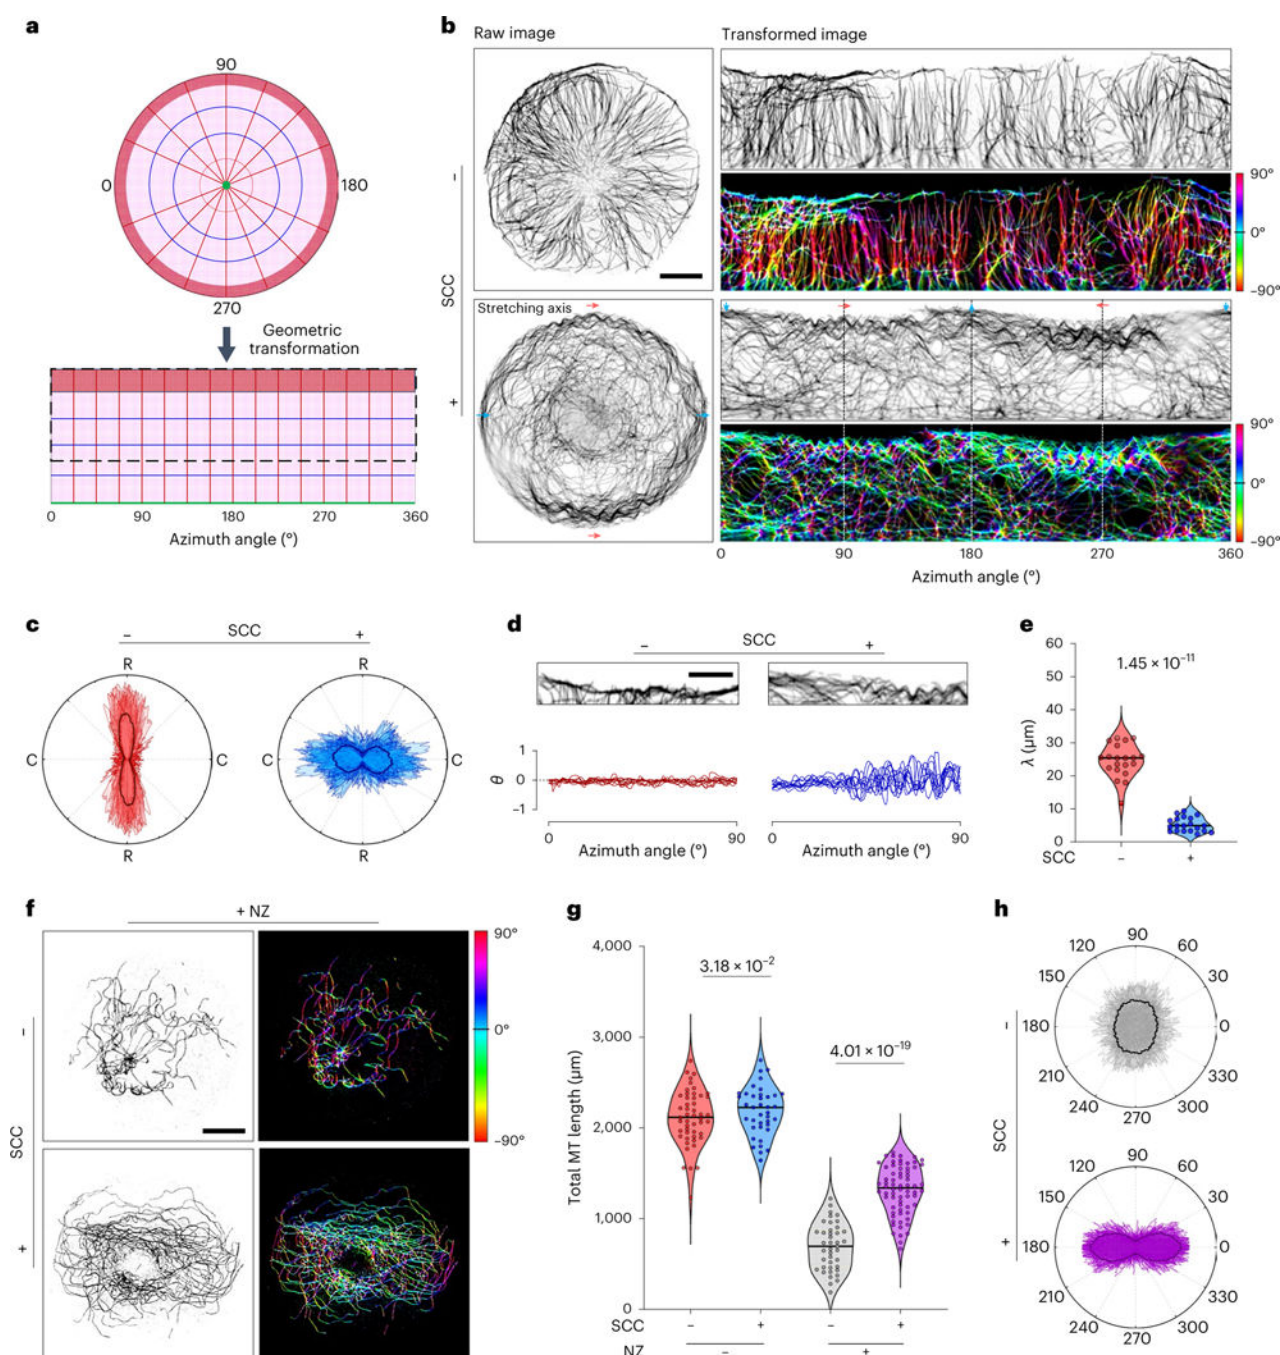 a
90
0
180
270
Geometric
transformation
0 90 180 270 360
Azimuth angle (°)
b
Raw image
Transformed image
SCC
–
+
90°
0°
–90°
Stretching axis
90°
0°
–90°
0 90 180 270 360
Azimuth angle (°)
c
SCC
– +
R R
C C C C
R R
d
SCC
– +
1
0
–1
θ
0 90 0 90
Azimuth angle (°) Azimuth angle (°)
e
60
50
40
30
20
10
0
λ (μm)
1.45 × 10⁻¹¹
SCC – +
f
+ NZ
SCC
–
+
90°
0°
–90°
g
4,000
3,000
2,000
1,000
0
Total MT length (μm)
3.18 × 10⁻²
4.01 × 10⁻¹⁹
SCC – + – +
NZ – +
h
SCC
–
90
120 60
150 30
180 0
210 330
240 300
270
+
90
120 60
150 30
180 0
210 330
240 300
270